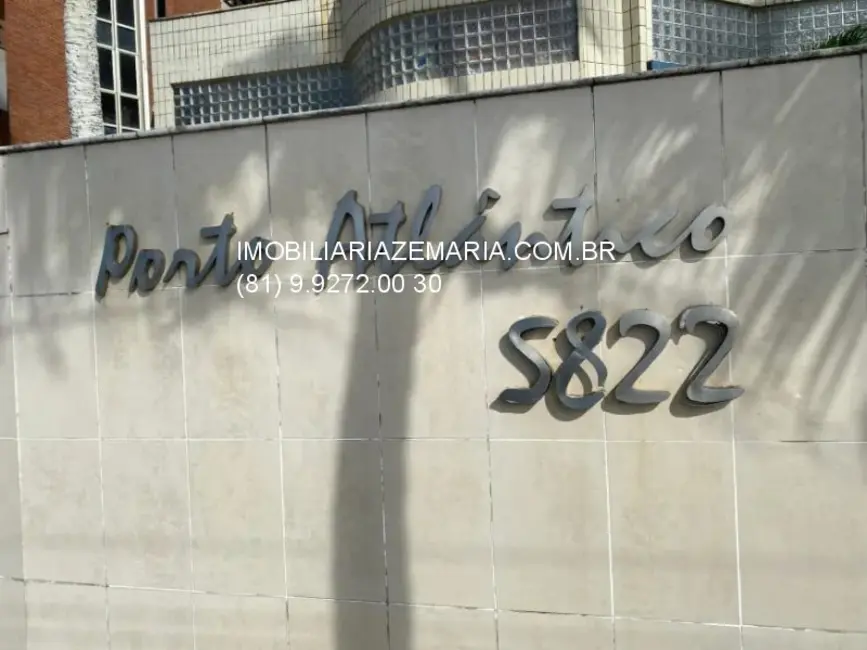 Porto Atlântico
IMOBILIARIAZEMARIA.COM.BR
(81) 9.9272.00 30
5822